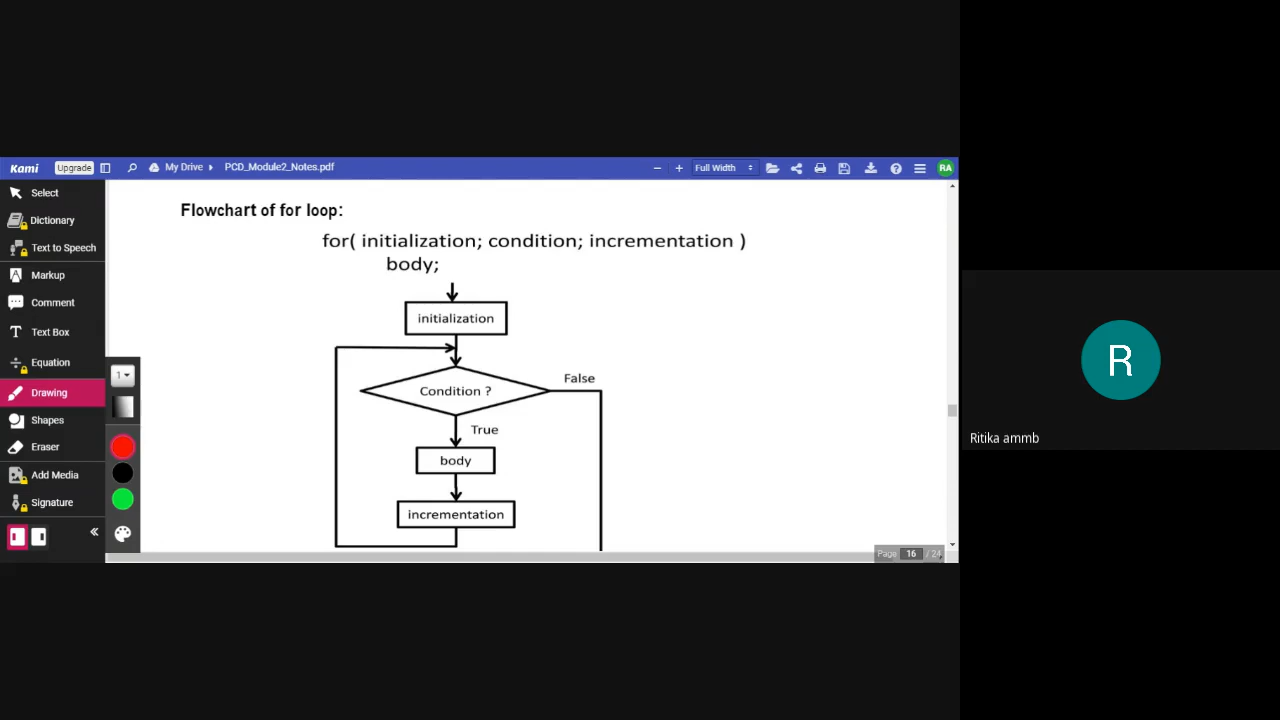 Kami
Upgrade
My Drive
PCD_Module2_Notes.pdf
Full Width
RA
Select
Dictionary
Text to Speech
Markup
Comment
Text Box
Equation
Drawing
Shapes
Eraser
Add Media
Signature
1
Flowchart of for loop:
for( initialization; condition; incrementation )
body;
initialization
Condition ?
False
True
body
incrementation
Page 16 / 24
R
Ritika ammb